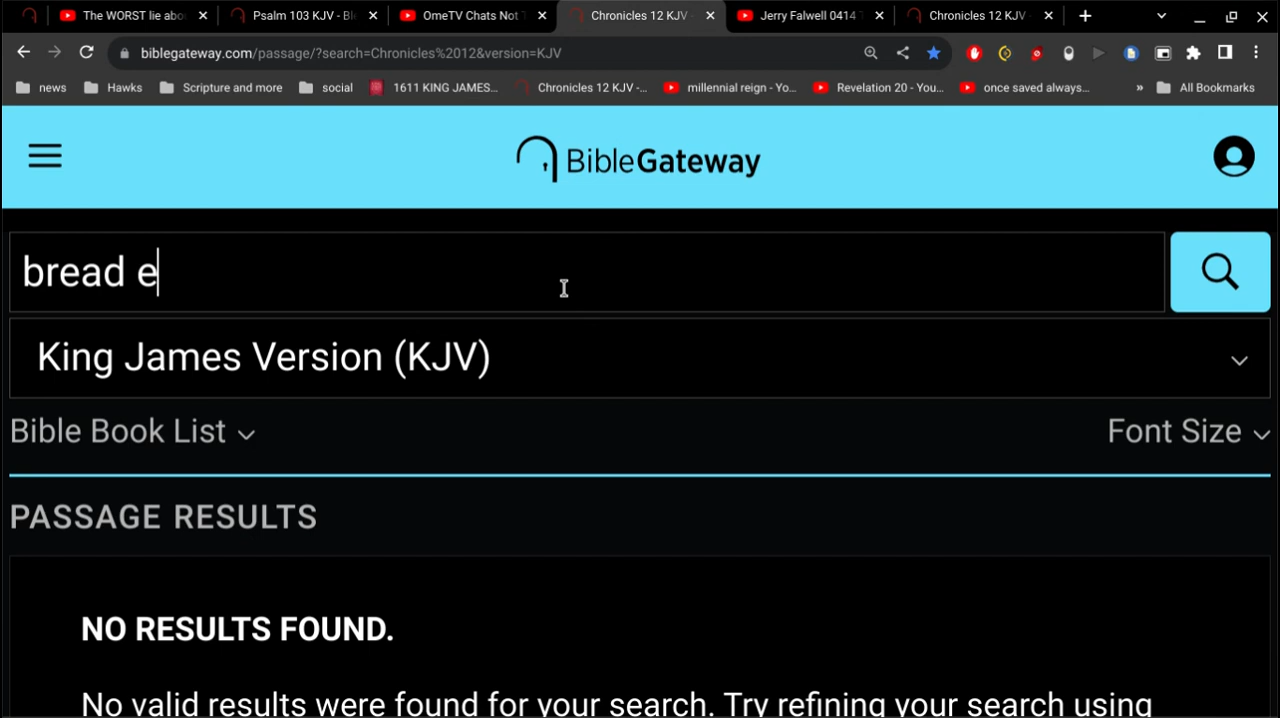 The WORST lie abou
Psalm 103 KJV - Bl
OmeTV Chats Not T
Chronicles 12 KJV -
Jerry Falwell 0414 T
Chronicles 12 KJV -
biblegateway.com/passage/?search=Chronicles%2012&version=KJV
news Hawks Scripture and more social 1611 KING JAMES... Chronicles 12 KJV -... millennial reign - Yo... Revelation 20 - You... once saved always... » All Bookmarks
BibleGateway
bread e
King James Version (KJV)
Bible Book List Font Size
PASSAGE RESULTS
NO RESULTS FOUND.
No valid results were found for your search. Try refining your search using